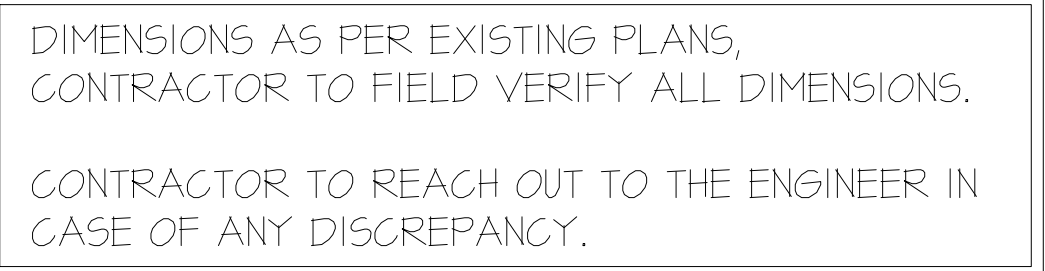 DIMENSIONS AS PER EXISTING PLANS,
CONTRACTOR TO FIELD VERIFY ALL DIMENSIONS.
CONTRACTOR TO REACH OUT TO THE ENGINEER IN
CASE OF ANY DISCREPANCY.